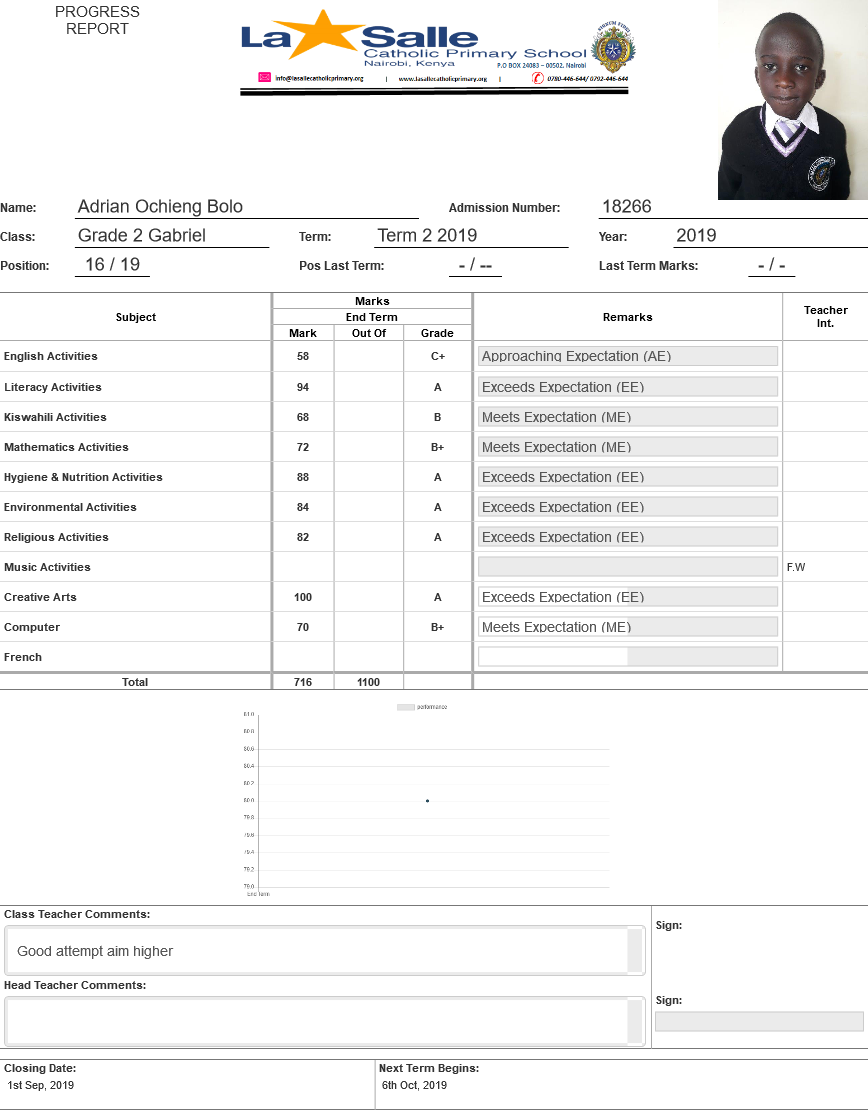 PROGRESS
REPORT
La Salle
Catholic Primary School
Nairobi, Kenya
P.O BOX 24083 – 00502, Nairobi
info@lasallecatholicprimary.org | www.lasallecatholicprimary.org | 0780-446-644/ 0792-446-644
Name: Adrian Ochieng Bolo Admission Number: 18266
Class: Grade 2 Gabriel Term: Term 2 2019 Year: 2019
Position: 16 / 19 Pos Last Term: - / -- Last Term Marks: - / -
Subject Marks Remarks Teacher Int.
End Term
Mark Out Of Grade
English Activities 58 C+ Approaching Expectation (AE)
Literacy Activities 94 A Exceeds Expectation (EE)
Kiswahili Activities 68 B Meets Expectation (ME)
Mathematics Activities 72 B+ Meets Expectation (ME)
Hygiene & Nutrition Activities 88 A Exceeds Expectation (EE)
Environmental Activities 84 A Exceeds Expectation (EE)
Religious Activities 82 A Exceeds Expectation (EE)
Music Activities F.W
Creative Arts 100 A Exceeds Expectation (EE)
Computer 70 B+ Meets Expectation (ME)
French
Total 716 1100
performance
81.0
80.8
80.6
80.4
80.2
80.0
79.8
79.6
79.4
79.2
79.0
End Term
Class Teacher Comments:
Sign:
Good attempt aim higher
Head Teacher Comments:
Sign:
Closing Date: Next Term Begins:
1st Sep, 2019 6th Oct, 2019